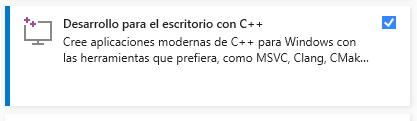 Desarrollo para el escritorio con C++
Cree aplicaciones modernas de C++ para Windows con
las herramientas que prefiera, como MSVC, Clang, CMak...